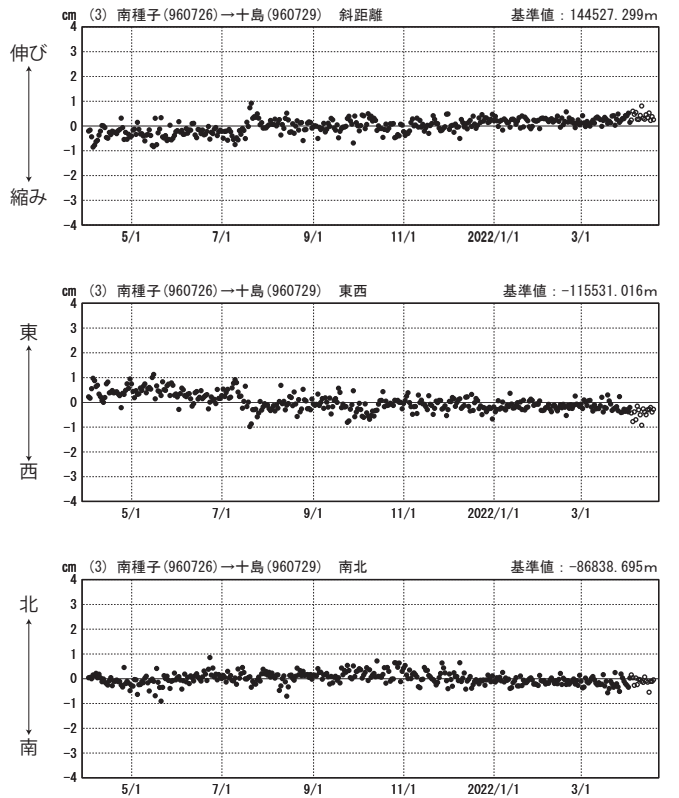 cm (3) 南種子(960726)→十島(960729) 斜距離 基準値：144527.299m
伸び
縮み
4
3
2
1
0
-1
-2
-3
-4
5/1 7/1 9/1 11/1 2022/1/1 3/1
cm (3) 南種子(960726)→十島(960729) 東西 基準値：-115531.016m
東
西
4
3
2
1
0
-1
-2
-3
-4
5/1 7/1 9/1 11/1 2022/1/1 3/1
cm (3) 南種子(960726)→十島(960729) 南北 基準値：-86838.695m
北
南
4
3
2
1
0
-1
-2
-3
-4
5/1 7/1 9/1 11/1 2022/1/1 3/1